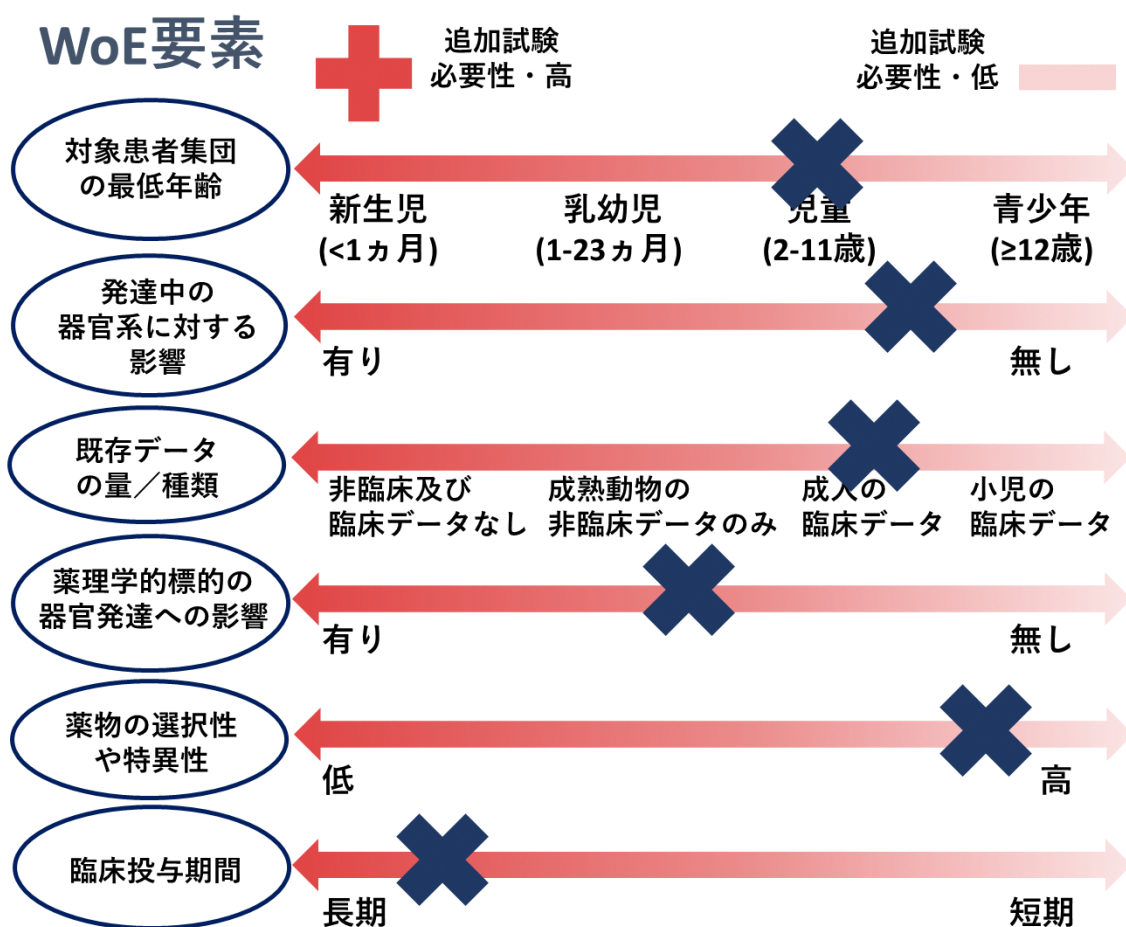 WoE要素
追加試験
必要性・高
追加試験
必要性・低
対象患者集団
の最低年齢
新生児
(<1ヵ月)
乳幼児
(1-23ヵ月)
児童
(2-11歳)
青少年
(≥12歳)
発達中の
器官系に対する
影響
有り
無し
既存データ
の量／種類
非臨床及び
臨床データなし
成熟動物の
非臨床データのみ
成人の
臨床データ
小児の
臨床データ
薬理学的標的の
器官発達への影響
有り
無し
薬物の選択性
や特異性
低
高
臨床投与期間
長期
短期